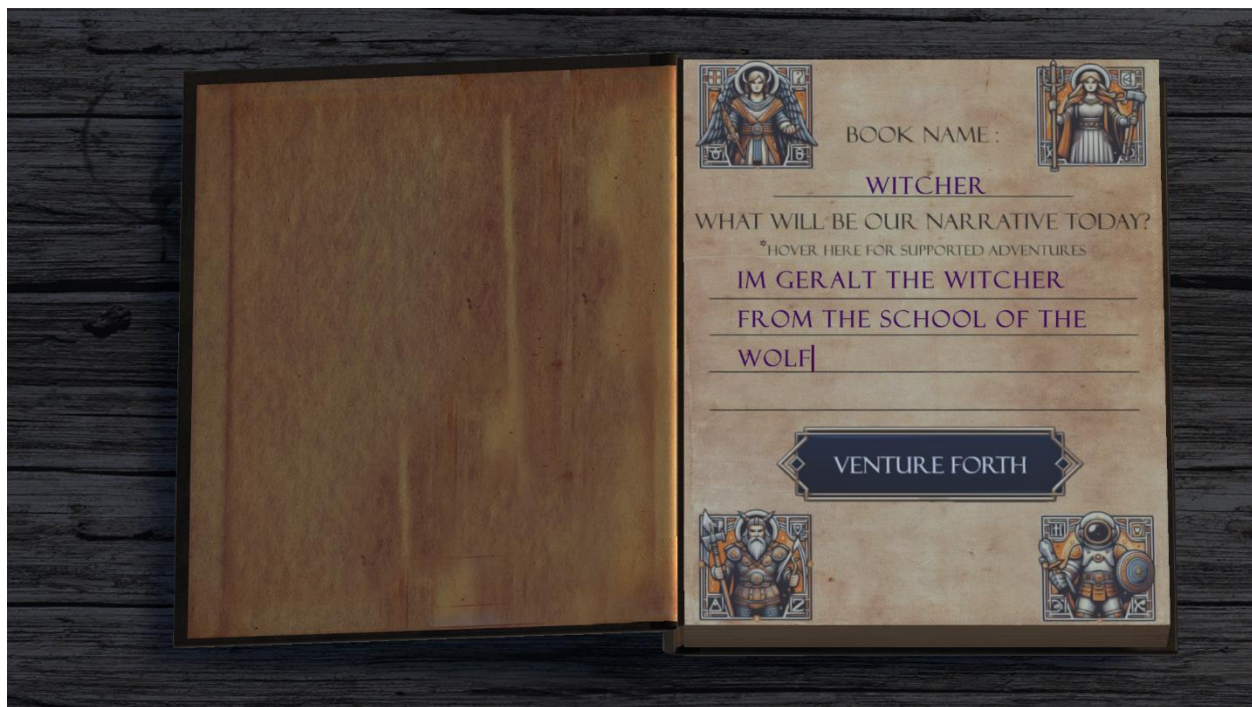 BOOK NAME :
WITCHER
WHAT WILL BE OUR NARRATIVE TODAY?
*HOVER HERE FOR SUPPORTED ADVENTURES
IM GERALT THE WITCHER
FROM THE SCHOOL OF THE
WOLF
VENTURE FORTH